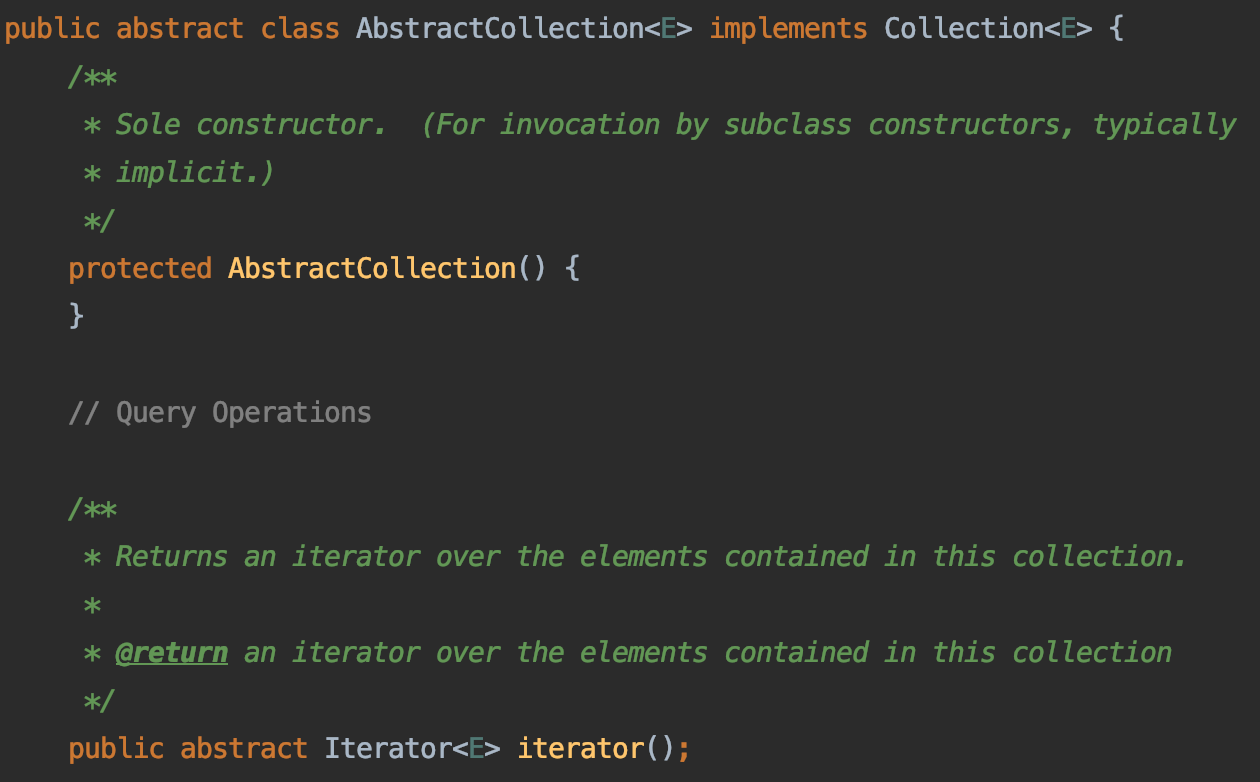 public abstract class AbstractCollection<E> implements Collection<E> {
/**
* Sole constructor.  (For invocation by subclass constructors, typically
* implicit.)
*/
protected AbstractCollection() {
}
// Query Operations
/**
* Returns an iterator over the elements contained in this collection.
*
* @return an iterator over the elements contained in this collection
*/
public abstract Iterator<E> iterator();